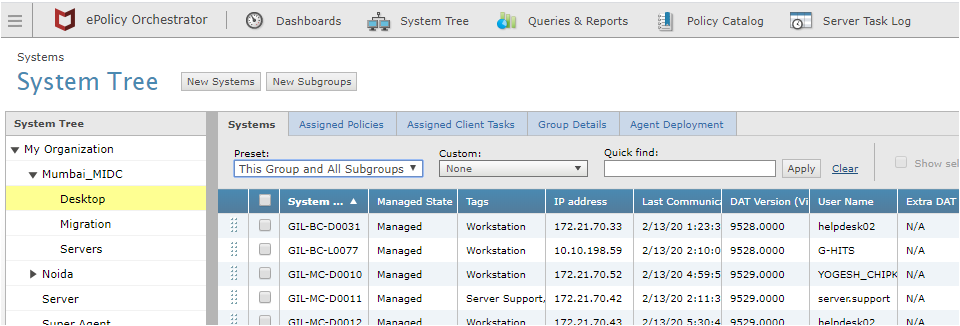 ePolicy Orchestrator Dashboards System Tree Queries & Reports Policy Catalog Server Task Log
Systems
System Tree New Systems New Subgroups
System Tree
My Organization
Mumbai_MIDC
Desktop
Migration
Servers
Noida
Server
Super Agent
Systems Assigned Policies Assigned Client Tasks Group Details Agent Deployment
Preset: Custom: Quick find:
This Group and All Subgroups None Apply Clear Show sel
System ... Managed State Tags IP address Last Communica DAT Version (Vi User Name Extra DAT
GIL-BC-D0031 Managed Workstation 172.21.70.33 2/13/20 1:23:3 9528.0000 helpdesk02 N/A
GIL-BC-L0077 Managed Workstation 10.10.198.59 2/13/20 2:10:0 9528.0000 G-HITS N/A
GIL-MC-D0010 Managed Workstation 172.21.70.52 2/13/20 4:59:5 9529.0000 YOGESH_CHIPK N/A
GIL-MC-D0011 Managed Server Support, 172.21.70.42 2/13/20 2:11:3 9529.0000 server.support N/A
GIL-MC-D0012 Managed Workstation 172.21.70.43 2/13/20 5:30:4 9529.0000 helpdesk02 N/A